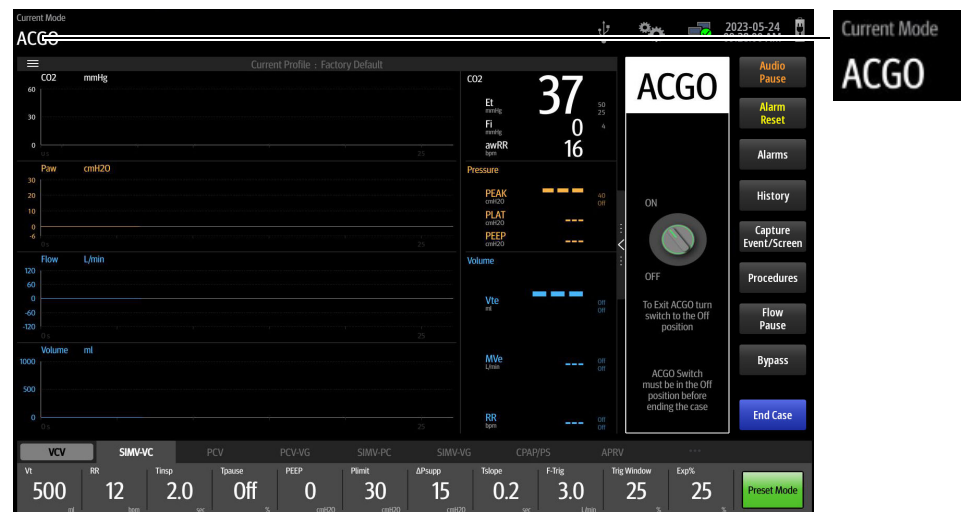 Current Mode
ACGO
2023-05-24
Current Mode
ACGO
Current Profile : Factory Default
CO2 mmHg
60
30
0
0 s
25
Paw cmH2O
30
20
10
0
-6
0 s
25
Flow L/min
120
60
0
-60
-120
0 s
25
Volume ml
1000
500
0
0 s
25
CO2
Et
mmHg
37
50
25
Fi
mmHg
0
4
awRR
bpm
16
Pressure
PEAK
cmH2O
---
40
Off
PLAT
cmH2O
---
PEEP
cmH2O
---
Volume
Vte
ml
---
Off
Off
MVe
L/min
---
Off
Off
RR
bpm
---
Off
Off
ACGO
ON
OFF
To Exit ACGO turn
switch to the Off
position
ACGO Switch
must be in the Off
position before
ending the case
Audio
Pause
Alarm
Reset
Alarms
History
Capture
Event/Screen
Procedures
Flow
Pause
Bypass
End Case
VCV SIMV-VC PCV PCV-VG SIMV-PC SIMV-VG CPAP/PS APRV ...
Vt RR Tinsp Tpause PEEP Plimit ΔPsupp Tslope F-Trig Trig Window Exp%
500 12 2.0 Off 0 30 15 0.2 3.0 25 25
ml bpm sec % cmH2O cmH2O cmH2O sec L/min % %
Preset Mode